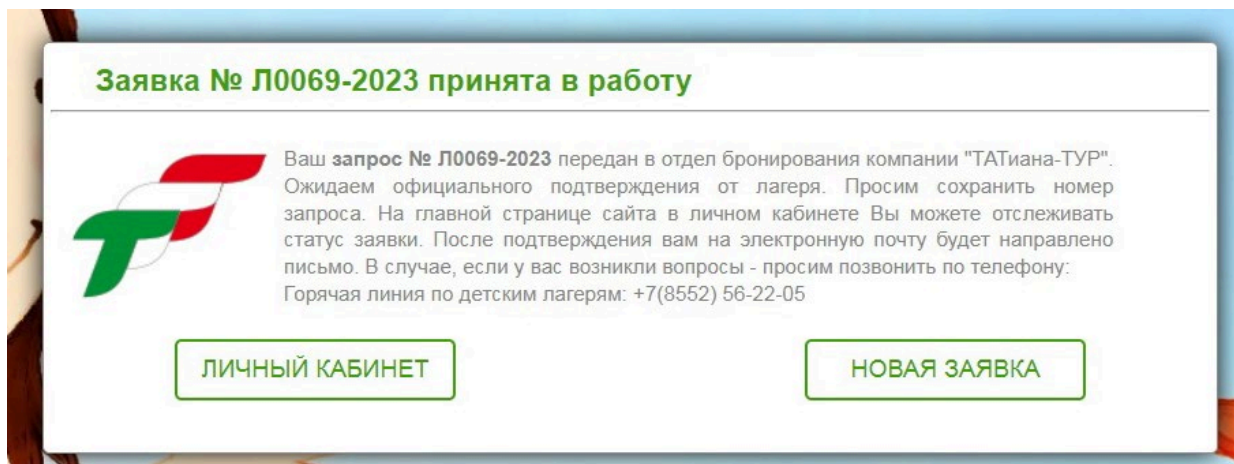 Заявка № Л0069-2023 принята в работу
Ваш запрос № Л0069-2023 передан в отдел бронирования компании "ТАТиана-ТУР".
Ожидаем официального подтверждения от лагеря. Просим сохранить номер
запроса. На главной странице сайта в личном кабинете Вы можете отслеживать
статус заявки. После подтверждения вам на электронную почту будет направлено
письмо. В случае, если у вас возникли вопросы - просим позвонить по телефону:
Горячая линия по детским лагерям: +7(8552) 56-22-05
ЛИЧНЫЙ КАБИНЕТ
НОВАЯ ЗАЯВКА